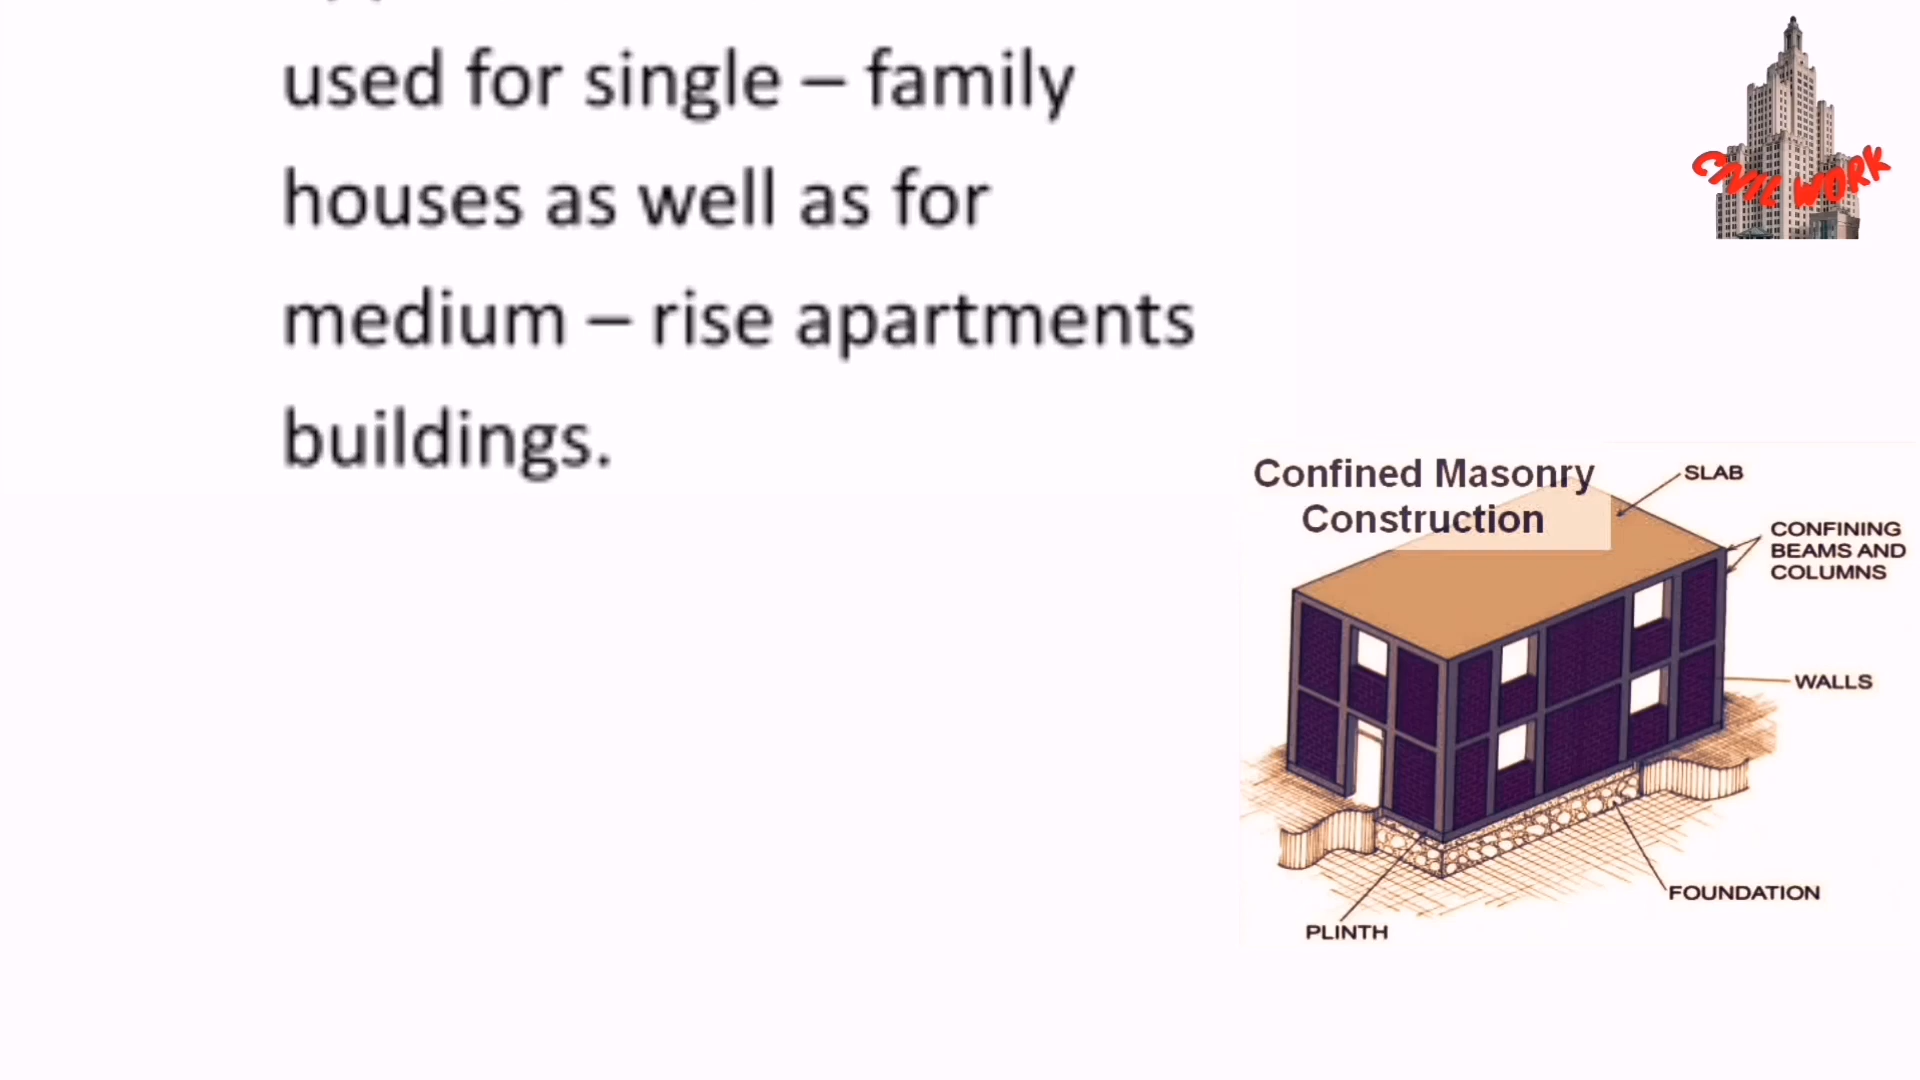 used for single – family
houses as well as for
medium – rise apartments
buildings.
CIVIL WORK
Confined Masonry
Construction
SLAB
CONFINING
BEAMS AND
COLUMNS
WALLS
FOUNDATION
PLINTH